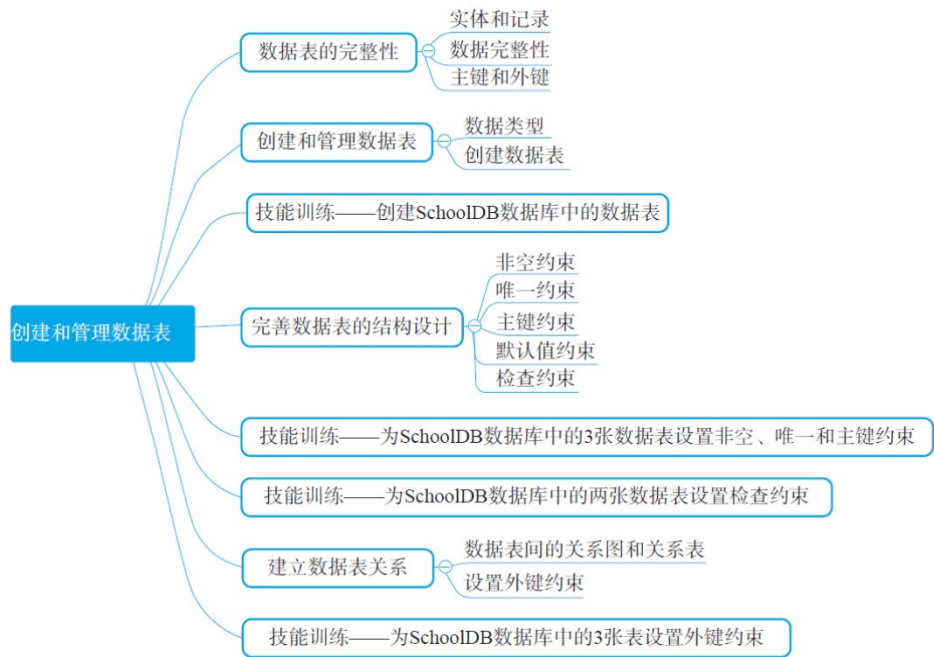 实体和记录
数据表的完整性
数据完整性
主键和外键
数据类型
创建和管理数据表
创建数据表
技能训练——创建SchoolDB数据库中的数据表
非空约束
唯一约束
创建和管理数据表
完善数据表的结构设计
主键约束
默认值约束
检查约束
技能训练——为SchoolDB数据库中的3张数据表设置非空、唯一和主键约束
技能训练——为SchoolDB数据库中的两张数据表设置检查约束
数据表间的关系图和关系表
建立数据表关系
设置外键约束
技能训练——为SchoolDB数据库中的3张表设置外键约束